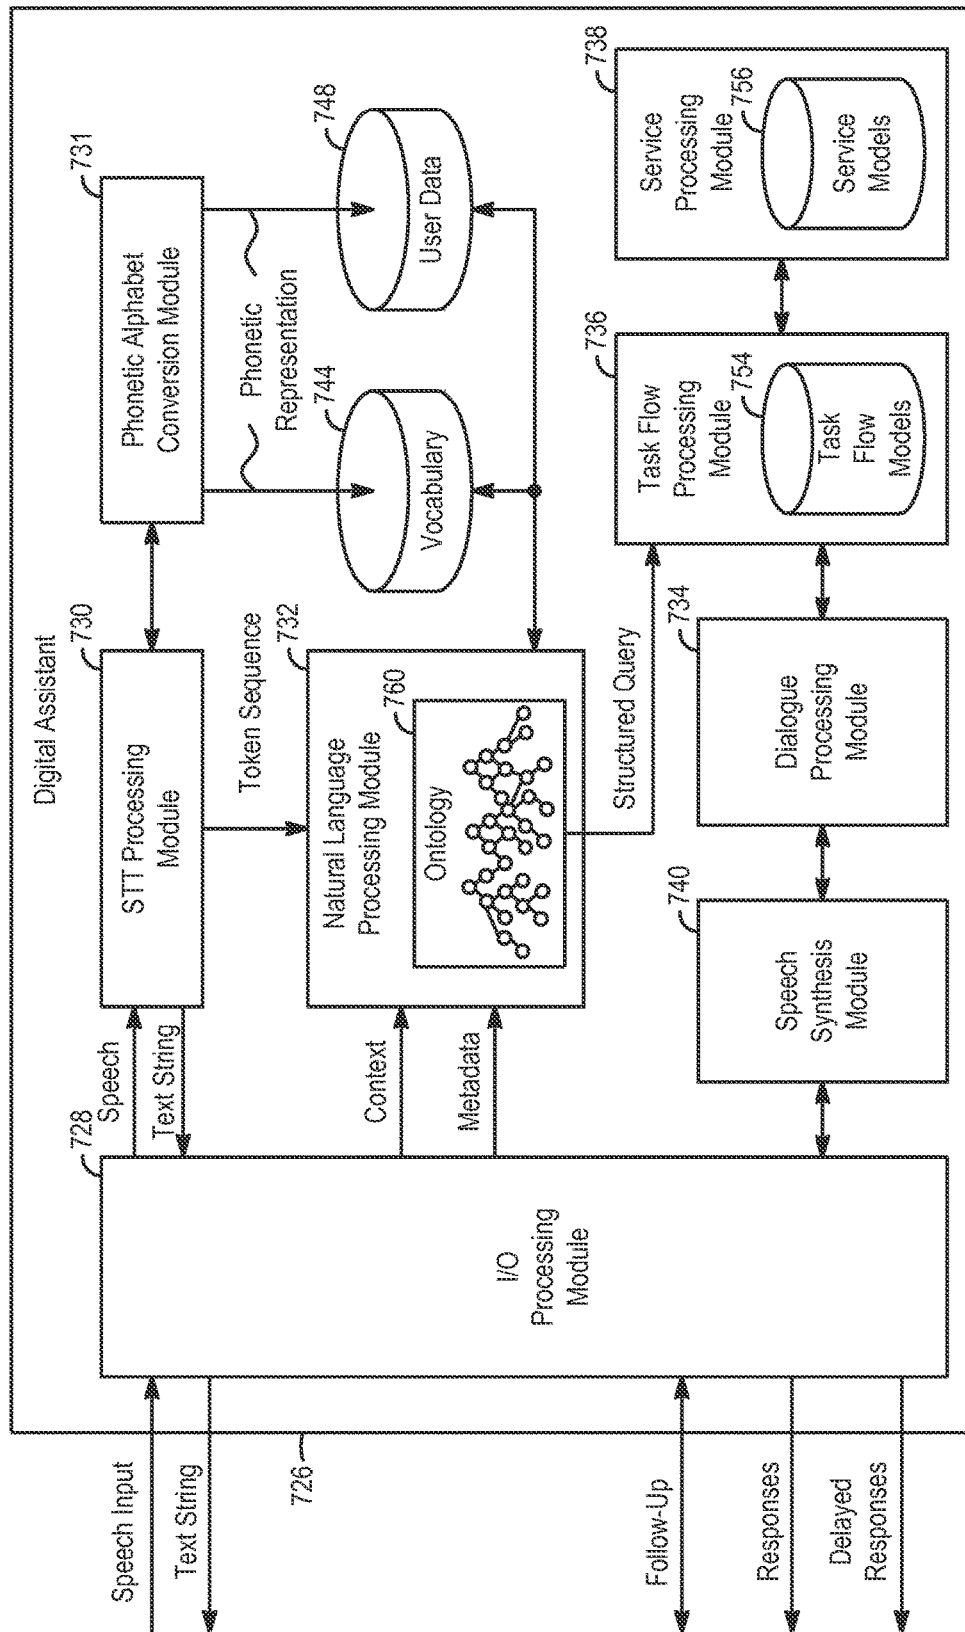 Digital Assistant
Speech Input
Text String
726
728
I/O
Processing
Module
Speech
Text String
730
STT Processing
Module
731
Phonetic Alphabet
Conversion Module
Phonetic
Representation
744
Vocabulary
748
User Data
Token Sequence
732
Natural Language
Processing Module
760
Ontology
Context
Metadata
Structured Query
Follow-Up
Responses
Delayed
Responses
740
Speech
Synthesis
Module
734
Dialogue
Processing
Module
736
Task Flow
Processing
Module
754
Task
Flow
Models
738
Service
Processing
Module
756
Service
Models